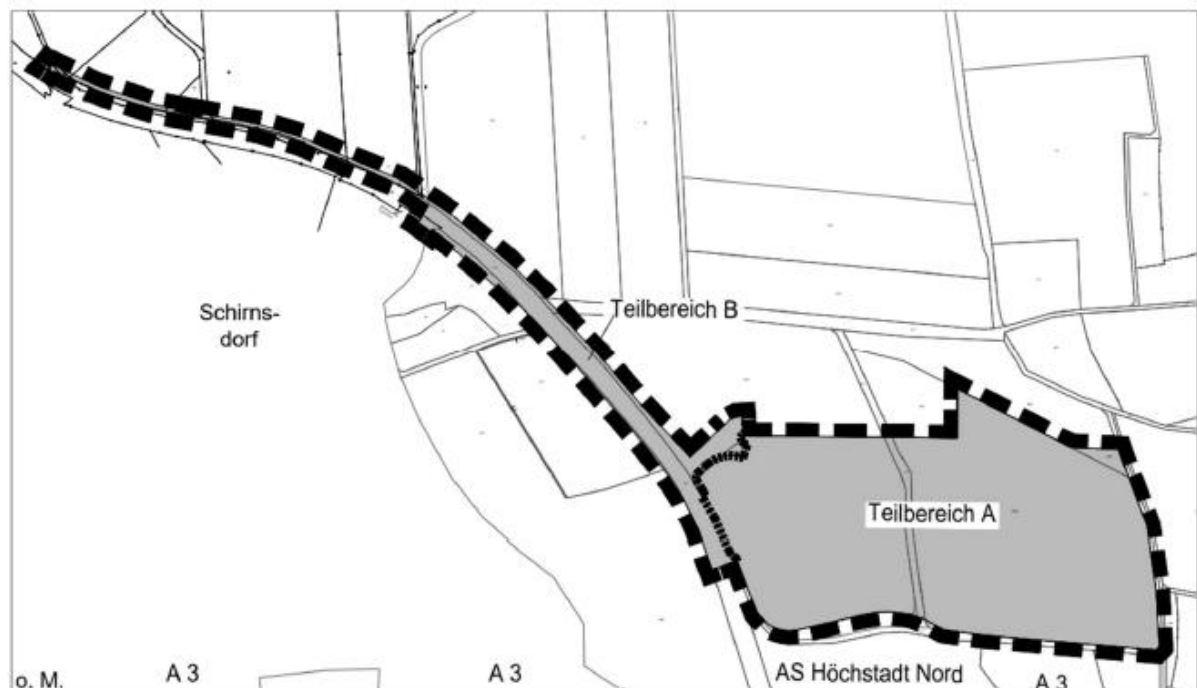 Teilbereich B
Schirns-
dorf
Teilbereich A
o. M.
A 3
A 3
AS Höchstadt Nord
A 3